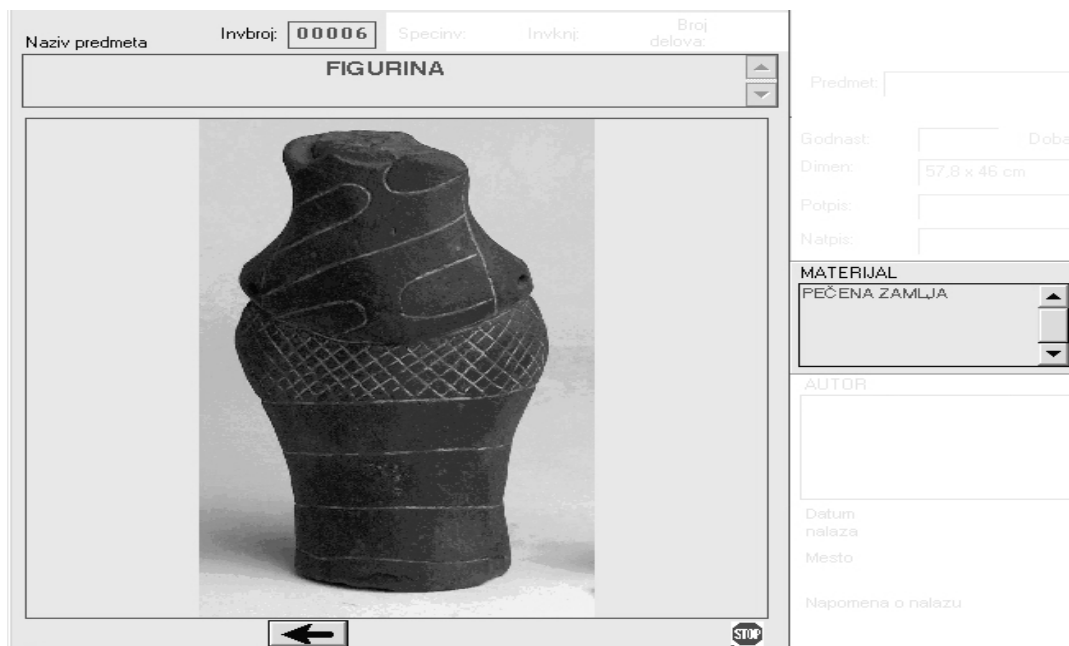 Naziv predmeta
Invbroj: 00006
Specinv:
Invknj:
Broj
delova:
FIGURINA
Predmet:
Godnast:
Doba
Dimen: 57,8 x 46 cm
Potpis:
Natpis:
MATERIJAL
PEČENA ZAMLJA
AUTOR
Datum
nalaza
Mesto
Napomena o nalazu
STOP